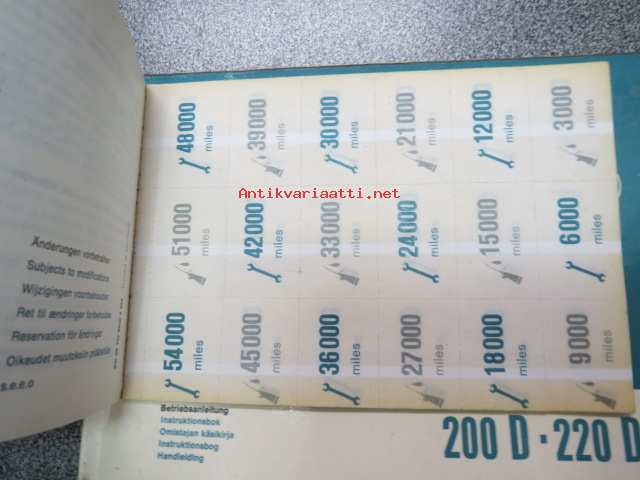 48000 miles
39000 miles
30000 miles
21000 miles
12000 miles
3000 miles
51000 miles
42000 miles
33000 miles
24000 miles
15000 miles
6000 miles
54000 miles
45000 miles
36000 miles
27000 miles
18000 miles
9000 miles
Antikvariaatti.net
Änderungen vorbehalten
Subjects to modifications
Wijzigingen voorbehouden
Ret til ændringer forbeholdes
Reservation för ändringar
Oikeudet muutoksiin pidätetään
s.e.e.o
Betriebsanleitung
Instruktionsbok
Omistajan käsikirja
Instruktionsbog
Handleiding
200 D · 220 D